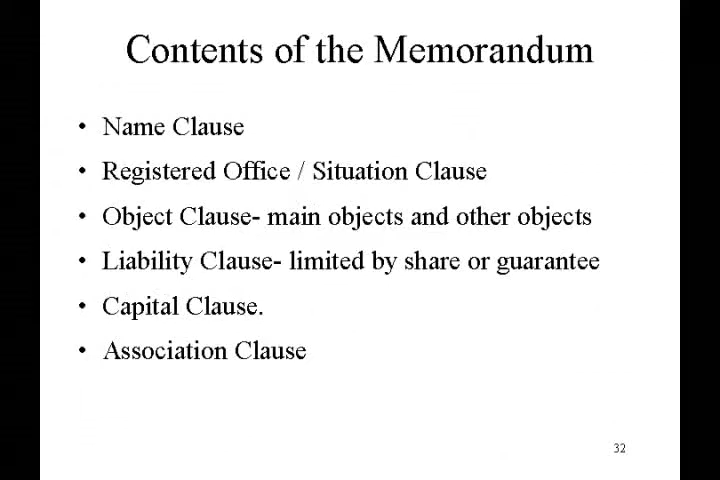 Contents of the Memorandum
• Name Clause
• Registered Office / Situation Clause
• Object Clause- main objects and other objects
• Liability Clause- limited by share or guarantee
• Capital Clause.
• Association Clause
32